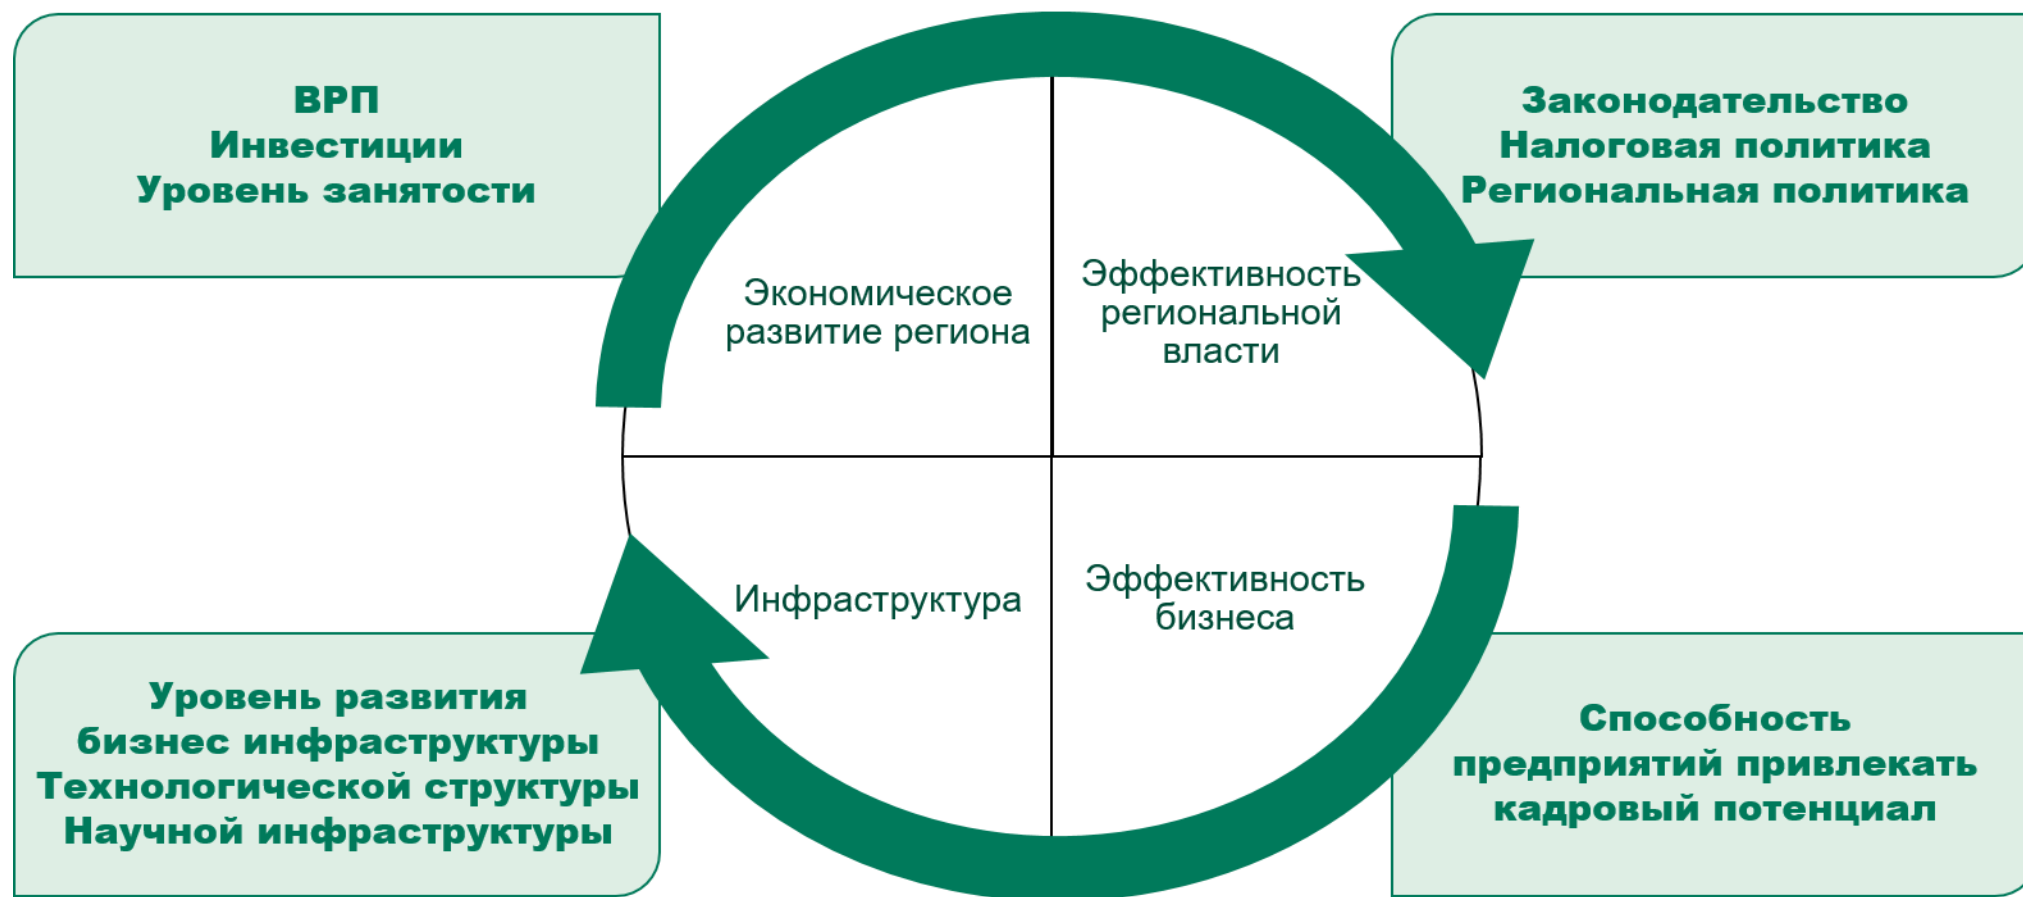 ВРП
Инвестиции
Уровень занятости
Законодательство
Налоговая политика
Региональная политика
Экономическое
развитие региона
Эффективность
региональной
власти
Инфраструктура
Эффективность
бизнеса
Уровень развития
бизнес инфраструктуры
Технологической структуры
Научной инфраструктуры
Способность
предприятий привлекать
кадровый потенциал